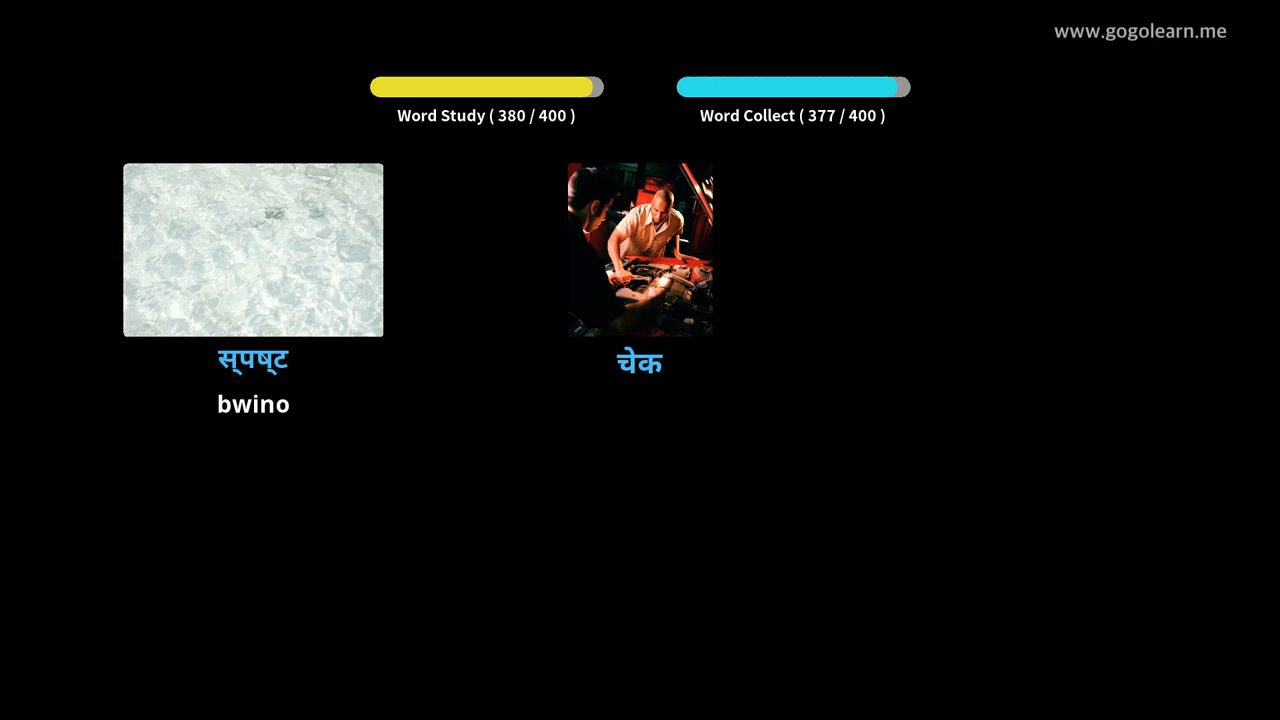 www.gogolearn.me
Word Study ( 380 / 400 )
Word Collect ( 377 / 400 )
स्पष्ट
चेक
bwino